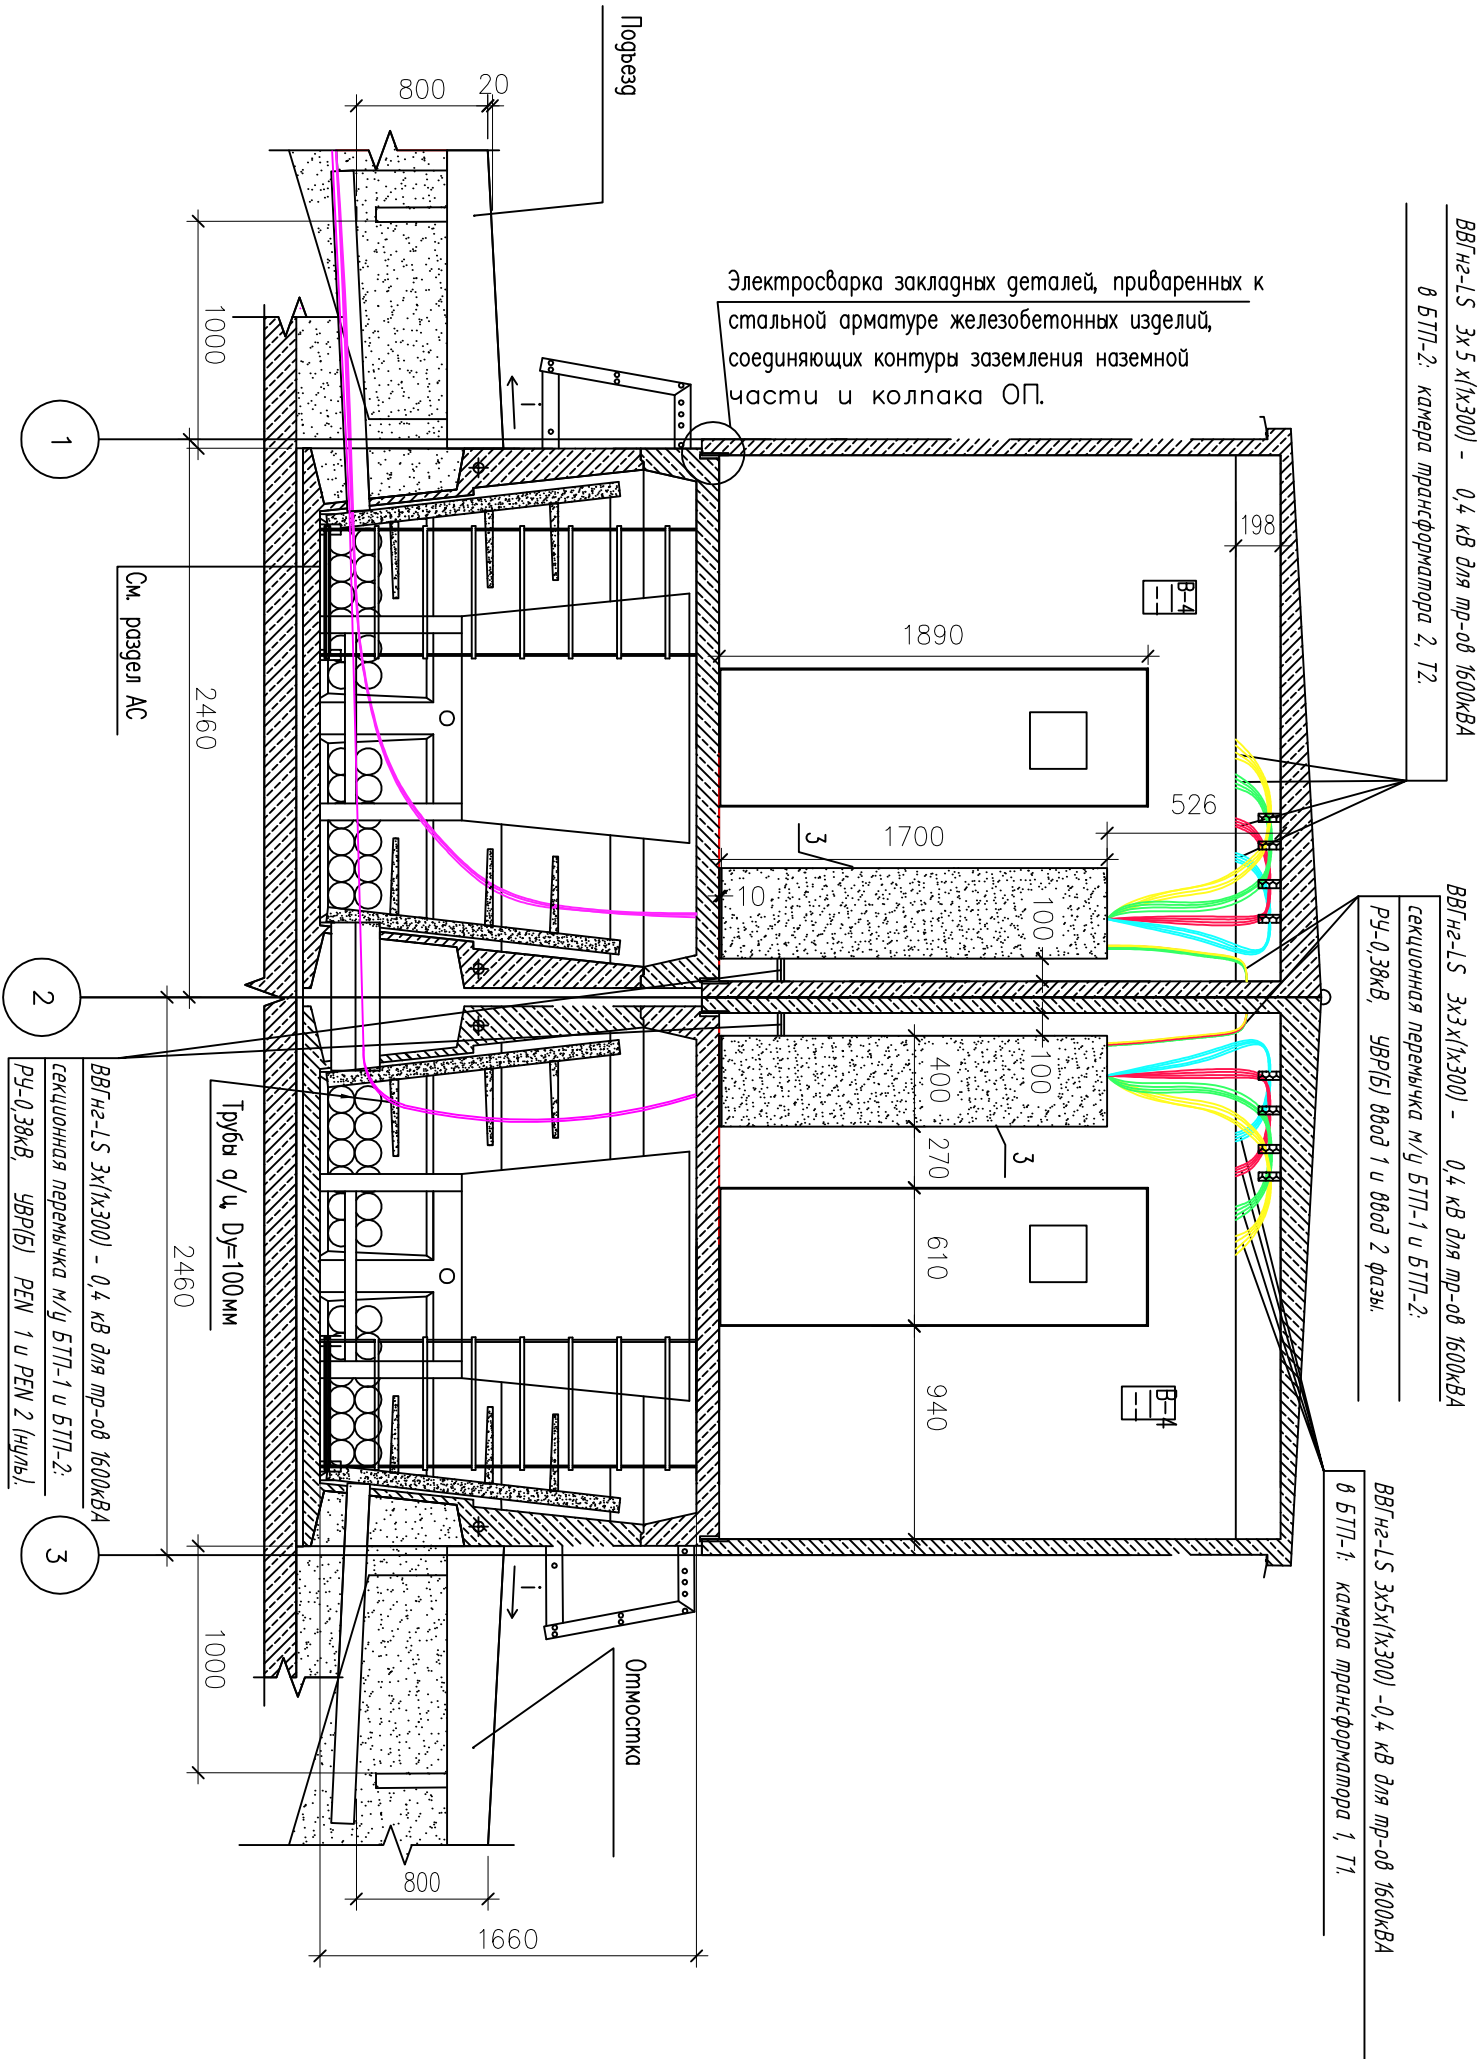 ВВГнг-LS 3х5 х(1х300) - 0,4 кВ для тр-ов 1600кВА
в БТП-2: камера трансформатора 2, Т2.
ВВГнг-LS 3х3х(1х300) - 0,4 кВ для тр-ов 1600кВА
секционная перемычка м/у БТП-1 и БТП-2:
РУ-0,38кВ, УВР(Б) ввод 1 и ввод 2 фазы.
ВВГнг-LS 3х5х(1х300) -0,4 кВ для тр-ов 1600кВА
в БТП-1: камера трансформатора 1, Т1.
Электросварка закладных деталей, приваренных к
стальной арматуре железобетонных изделий,
соединяющих контуры заземления наземной
части и колпака ОП.
Подъезд
800
20
1000
1
i
198
В-4
1890
526
1700
3
10
100
См. раздел АС
2460
2
100
400
270
3
610
940
В-4
Трубы а/ц, Dy=100мм
2460
ВВГнг-LS 3х(1х300) - 0,4 кВ для тр-ов 1600кВА
секционная перемычка м/у БТП-1 и БТП-2:
РУ-0,38кВ, УВР(Б) PEN 1 и PEN 2 (нуль).
3
i
1000
Отмостка
800
1660